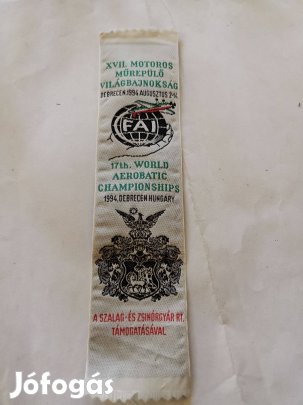 XVII. MOTOROS
MŰREPÜLŐ
VILÁGBAJNOKSÁG
DEBRECEN, 1994 AUGUSZTUS 2-14.
FAI
17th. WORLD
AEROBATIC
CHAMPIONSHIPS
1994, DEBRECEN HUNGARY
A SZALAG- ÉS ZSINÓRGYÁR RT.
TÁMOGATÁSÁVAL
Jófogás